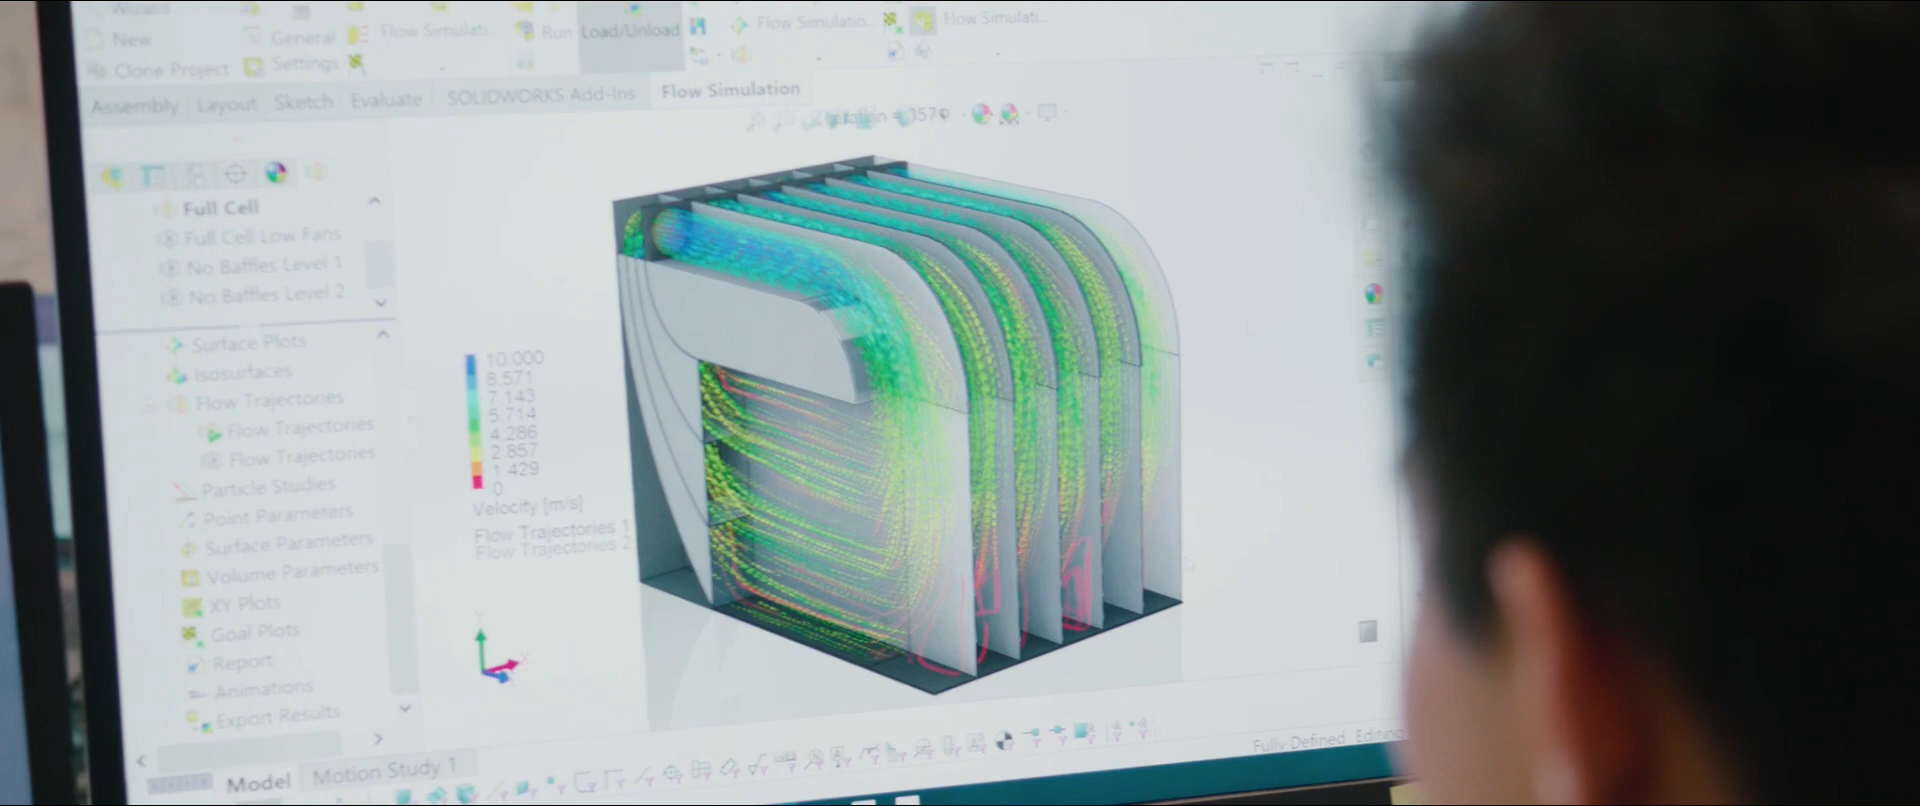 Wizard
New
Clone Project
General
Settings
Flow Simulati...
Run
Load/Unload
Flow Simulatio...
Flow Simulati...
Assembly
Layout
Sketch
Evaluate
SOLIDWORKS Add-Ins
Flow Simulation
Iteration = 357
Full Cell
Full Cell Low Fans
No Baffles Level 1
No Baffles Level 2
Surface Plots
Isosurfaces
Flow Trajectories
Flow Trajectories
Flow Trajectories
Particle Studies
Point Parameters
Surface Parameters
Volume Parameters
XY Plots
Goal Plots
Report
Animations
Export Results
10.000
8.571
7.143
5.714
4.286
2.857
1.429
0
Velocity [m/s]
Flow Trajectories 1
Flow Trajectories 2
Y
X
Model
Motion Study 1
Fully Defined
Editing